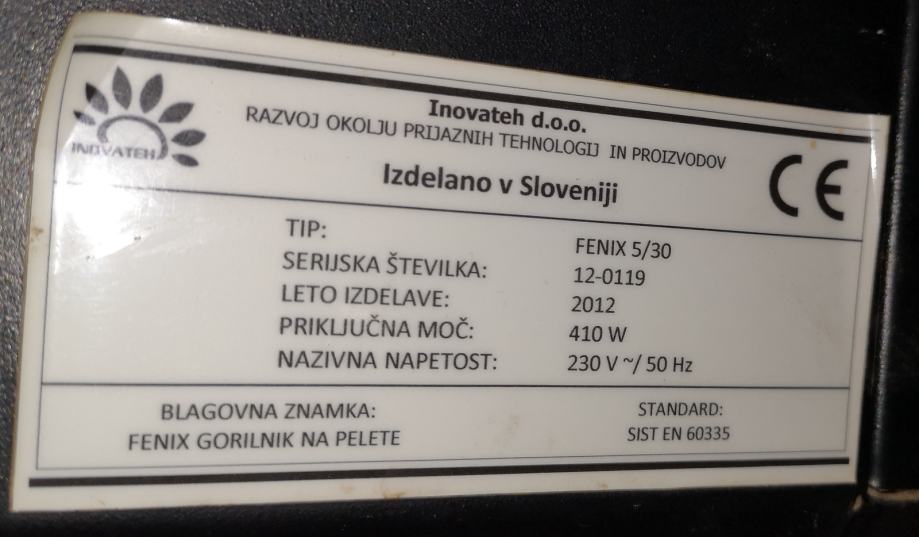 INOVATEH
Inovateh d.o.o.
RAZVOJ OKOLJU PRIJAZNIH TEHNOLOGIJ IN PROIZVODOV
Izdelano v Sloveniji
CE
TIP: FENIX 5/30
SERIJSKA ŠTEVILKA: 12-0119
LETO IZDELAVE: 2012
PRIKLJUČNA MOČ: 410 W
NAZIVNA NAPETOST: 230 V ~/ 50 Hz
BLAGOVNA ZNAMKA:
FENIX GORILNIK NA PELETE
STANDARD:
SIST EN 60335